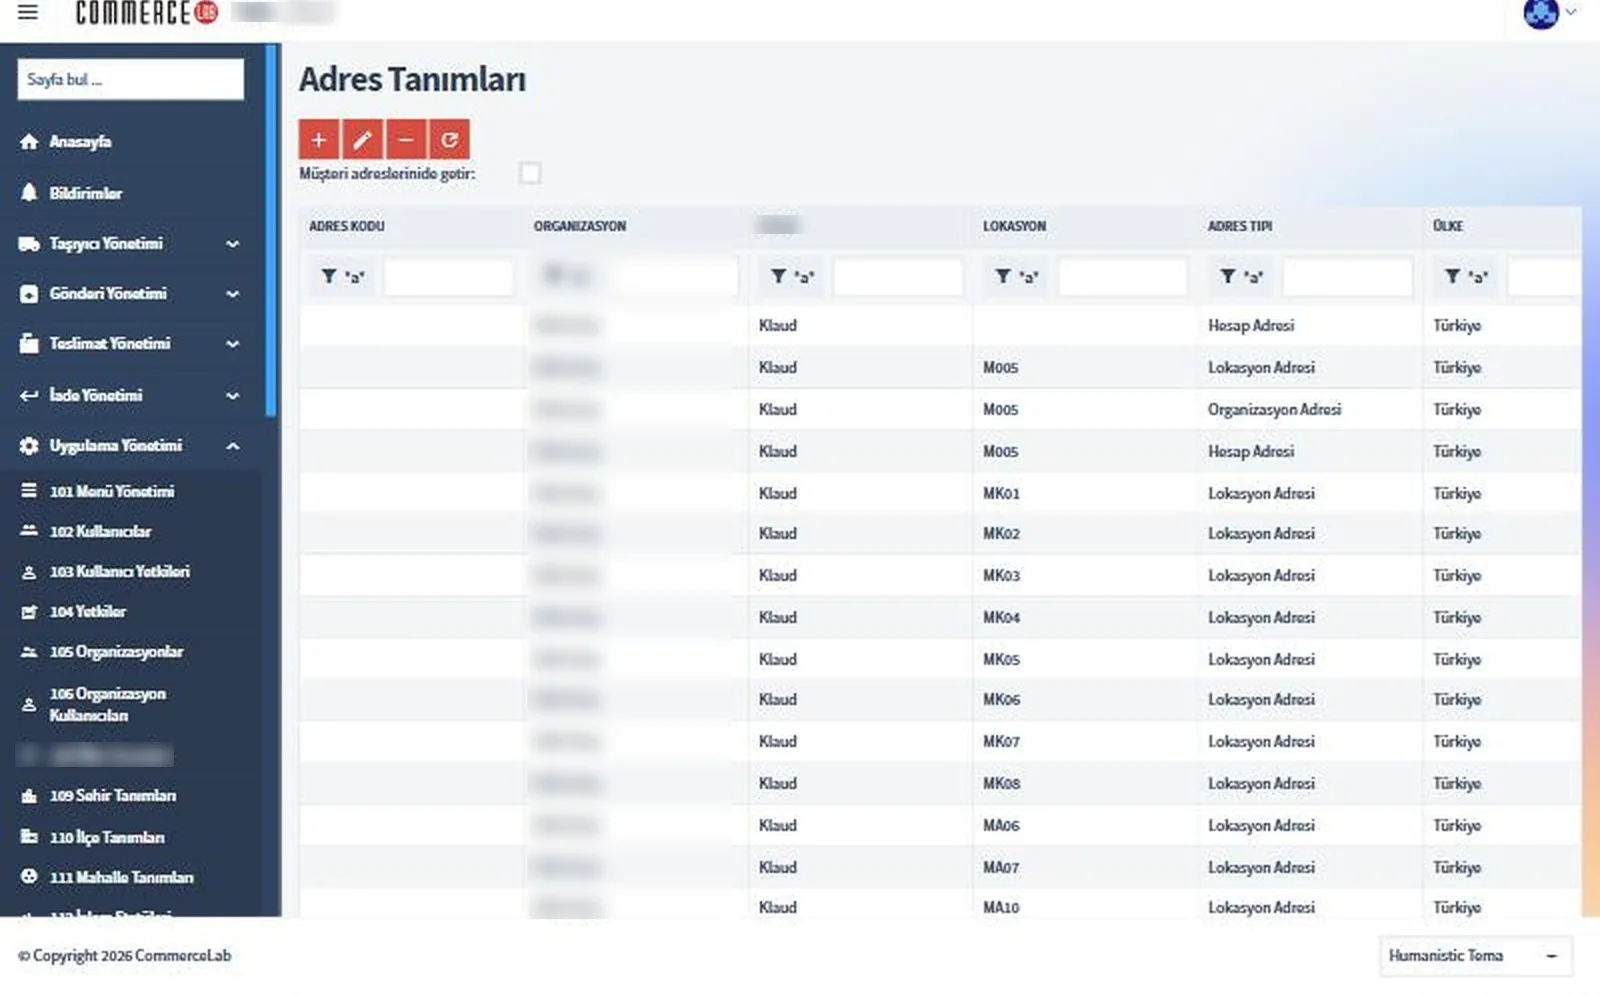 COMMERCE LAB
Sayfa bul ...
Anasayfa
Bildirimler
Taşıyıcı Yönetimi
Gönderi Yönetimi
Teslimat Yönetimi
İade Yönetimi
Uygulama Yönetimi
101 Menü Yönetimi
102 Kullanıcılar
103 Kullanıcı Yetkileri
104 Yetkiler
105 Organizasyonlar
106 Organizasyon
Kullanıcıları
109 Sehir Tanımları
110 İlçe Tanımları
111 Mahalle Tanımları
Adres Tanımları
Müşteri adreslerinide getir:
ADRES KODU ORGANIZASYON LOKASYON ADRES TIPI ÜLKE
*a* *a* *a* *a* *a*
Klaud Hesap Adresi Türkiye
Klaud M005 Lokasyon Adresi Türkiye
Klaud M005 Organizasyon Adresi Türkiye
Klaud M005 Hesap Adresi Türkiye
Klaud MK01 Lokasyon Adresi Türkiye
Klaud MK02 Lokasyon Adresi Türkiye
Klaud MK03 Lokasyon Adresi Türkiye
Klaud MK04 Lokasyon Adresi Türkiye
Klaud MK05 Lokasyon Adresi Türkiye
Klaud MK06 Lokasyon Adresi Türkiye
Klaud MK07 Lokasyon Adresi Türkiye
Klaud MK08 Lokasyon Adresi Türkiye
Klaud MA06 Lokasyon Adresi Türkiye
Klaud MA07 Lokasyon Adresi Türkiye
Klaud MA10 Lokasyon Adresi Türkiye
© Copyright 2026 CommerceLab
Humanistic Tema